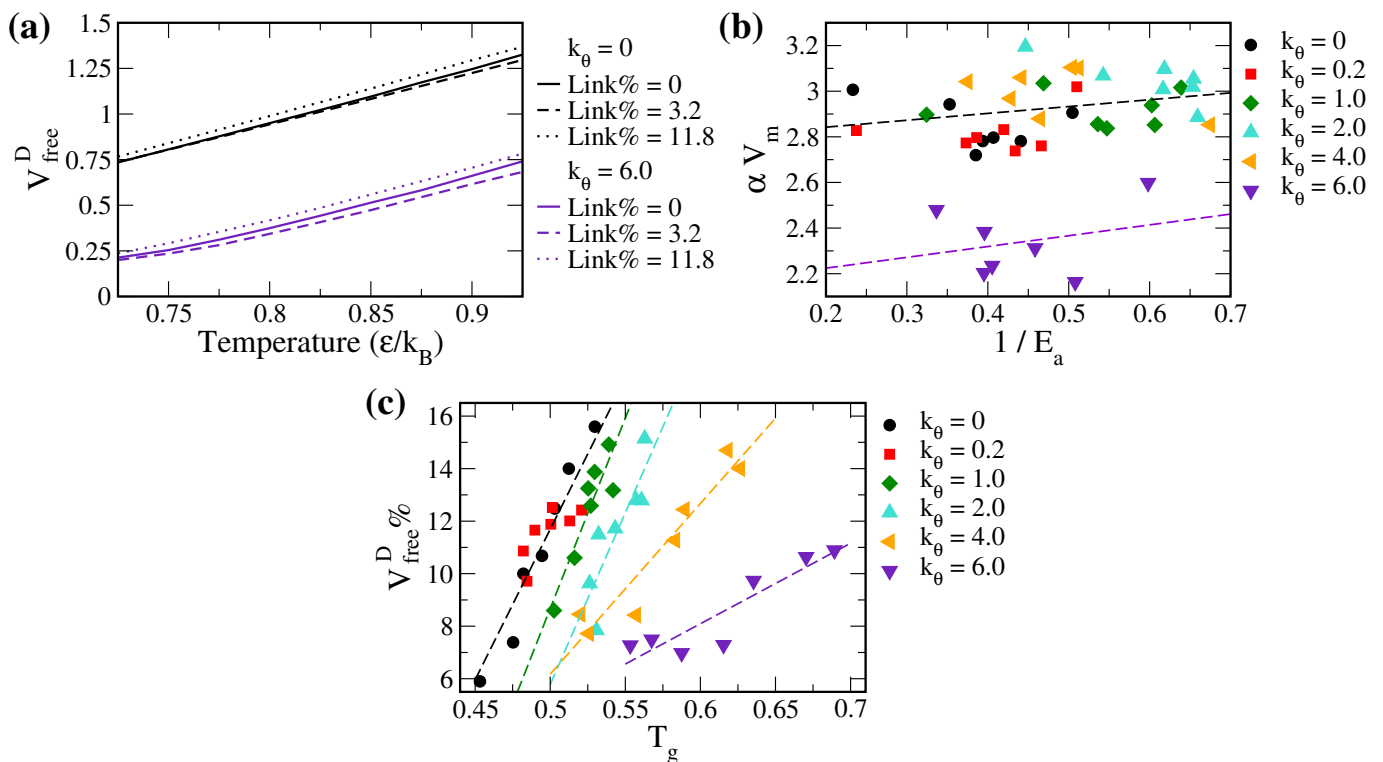 (a)
1.5
1.25
1
0.75
0.5
0.25
0
V_free^D
0.75 0.8 0.85 0.9
Temperature (ε/k_B)
k_θ = 0
Link% = 0
Link% = 3.2
Link% = 11.8
k_θ = 6.0
Link% = 0
Link% = 3.2
Link% = 11.8
(b)
3.2
3
2.8
2.6
2.4
2.2
α V_m
0.2 0.3 0.4 0.5 0.6 0.7
1 / E_a
k_θ = 0
k_θ = 0.2
k_θ = 1.0
k_θ = 2.0
k_θ = 4.0
k_θ = 6.0
(c)
16
14
12
10
8
6
V_free^D %
0.45 0.5 0.55 0.6 0.65 0.7
T_g
k_θ = 0
k_θ = 0.2
k_θ = 1.0
k_θ = 2.0
k_θ = 4.0
k_θ = 6.0